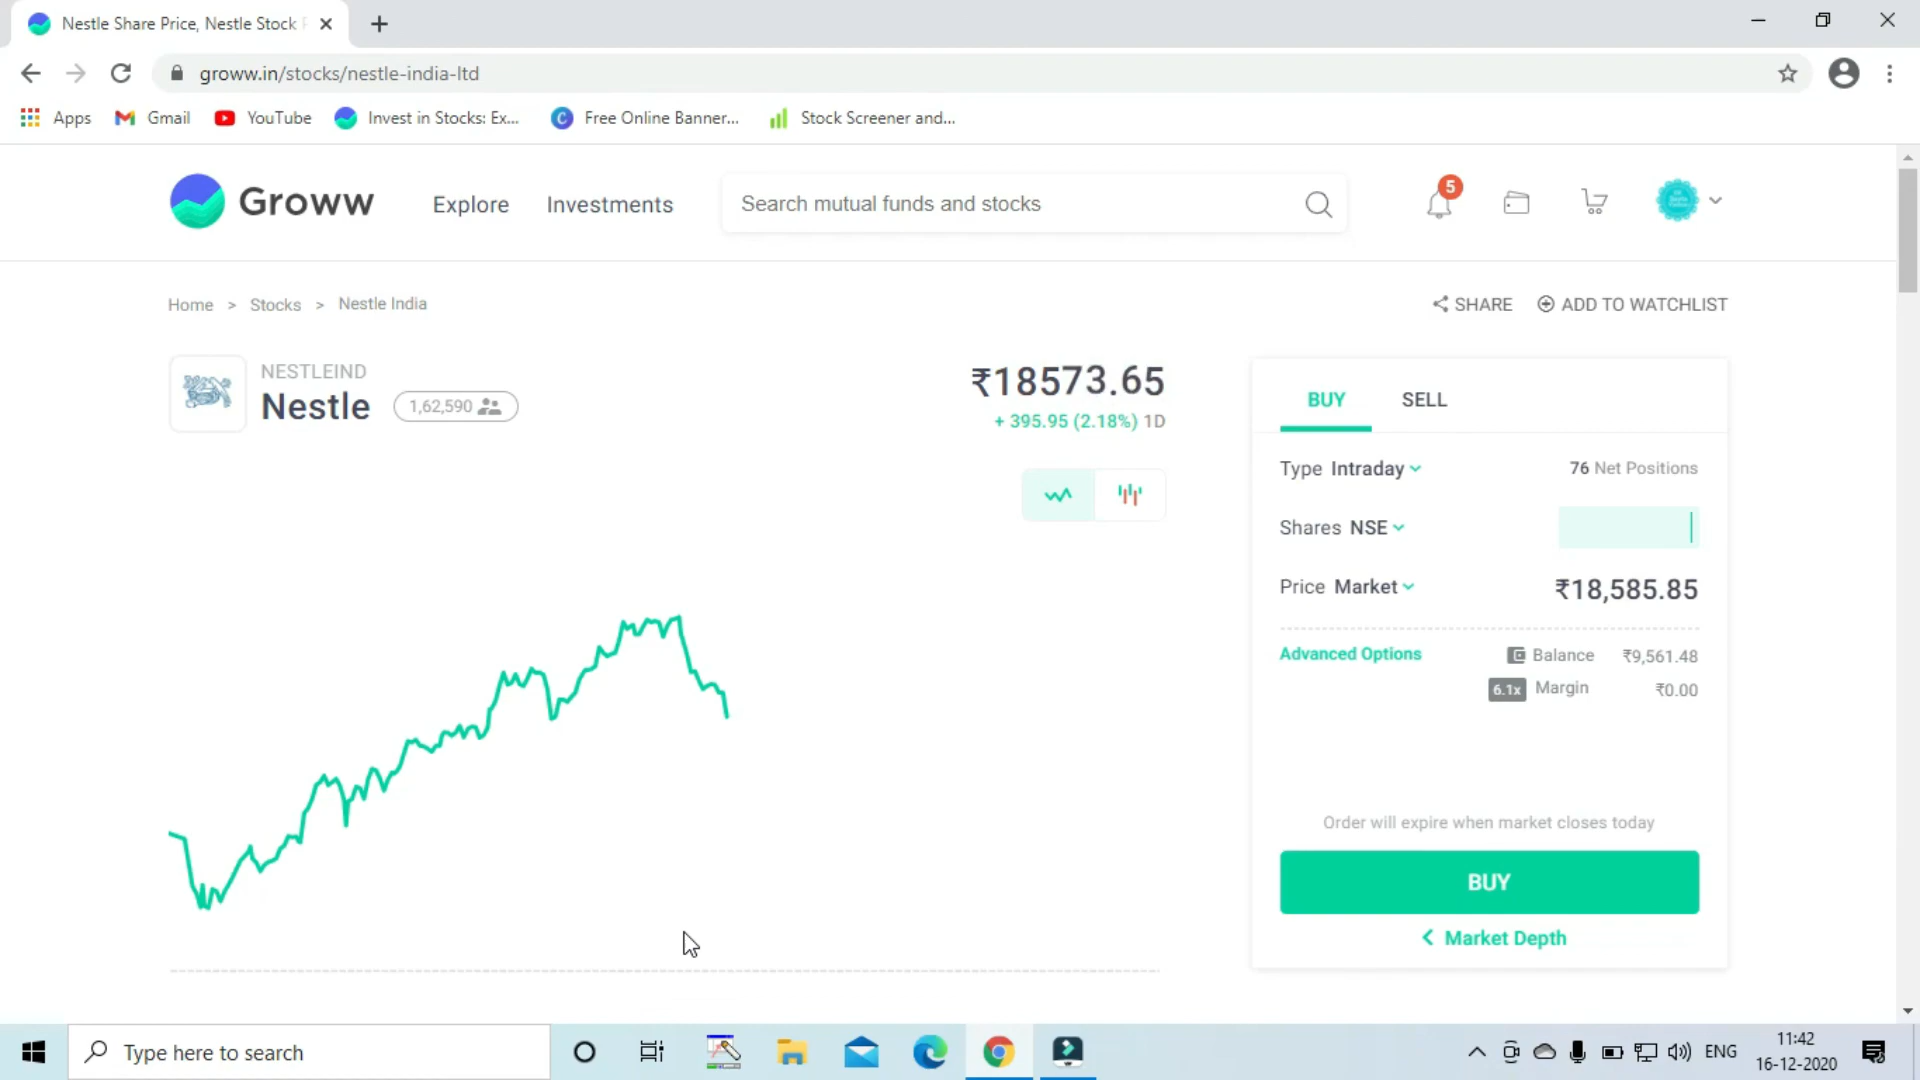 Nestle Share Price, Nestle Stock
groww.in/stocks/nestle-india-ltd
Apps
Gmail
YouTube
Invest in Stocks: Ex...
Free Online Banner...
Stock Screener and...
Groww
Explore
Investments
Search mutual funds and stocks
5
Home > Stocks > Nestle India
SHARE
ADD TO WATCHLIST
NESTLEIND
Nestle
1,62,590
₹18573.65
+ 395.95 (2.18%) 1D
BUY
SELL
Type Intraday
76 Net Positions
Shares NSE
Price Market
₹18,585.85
Advanced Options
Balance
₹9,561.48
6.1x
Margin
₹0.00
Order will expire when market closes today
BUY
Market Depth
Type here to search
ENG
11:42
16-12-2020